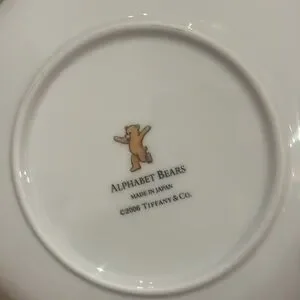 ALPHABET BEARS
MADE IN JAPAN
©2006 TIFFANY & CO.